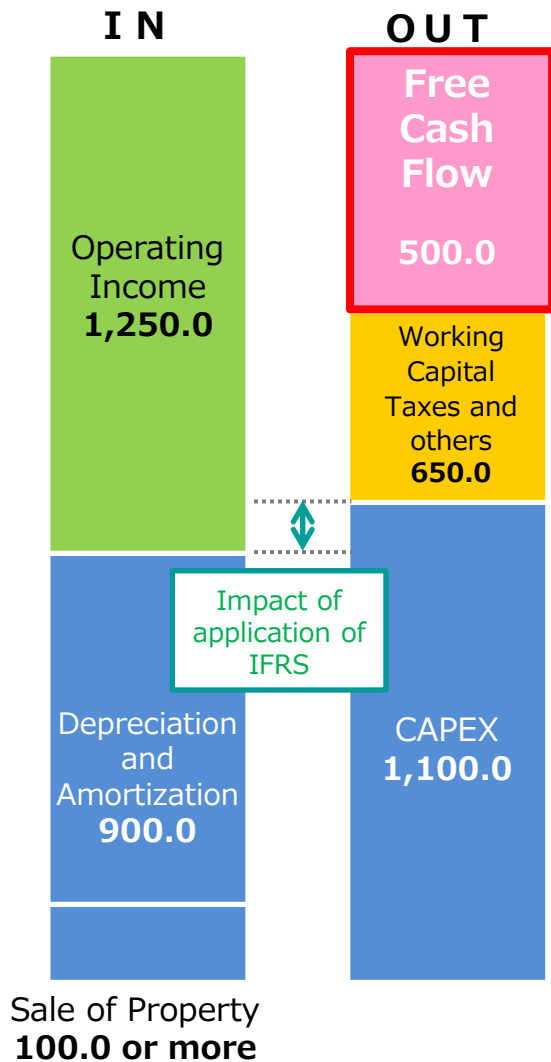 IN
Operating
Income
1,250.0
Depreciation
and
Amortization
900.0
Sale of Property
100.0 or more
Impact of
application of
IFRS
OUT
Free
Cash
Flow
500.0
Working
Capital
Taxes and
others
650.0
CAPEX
1,100.0